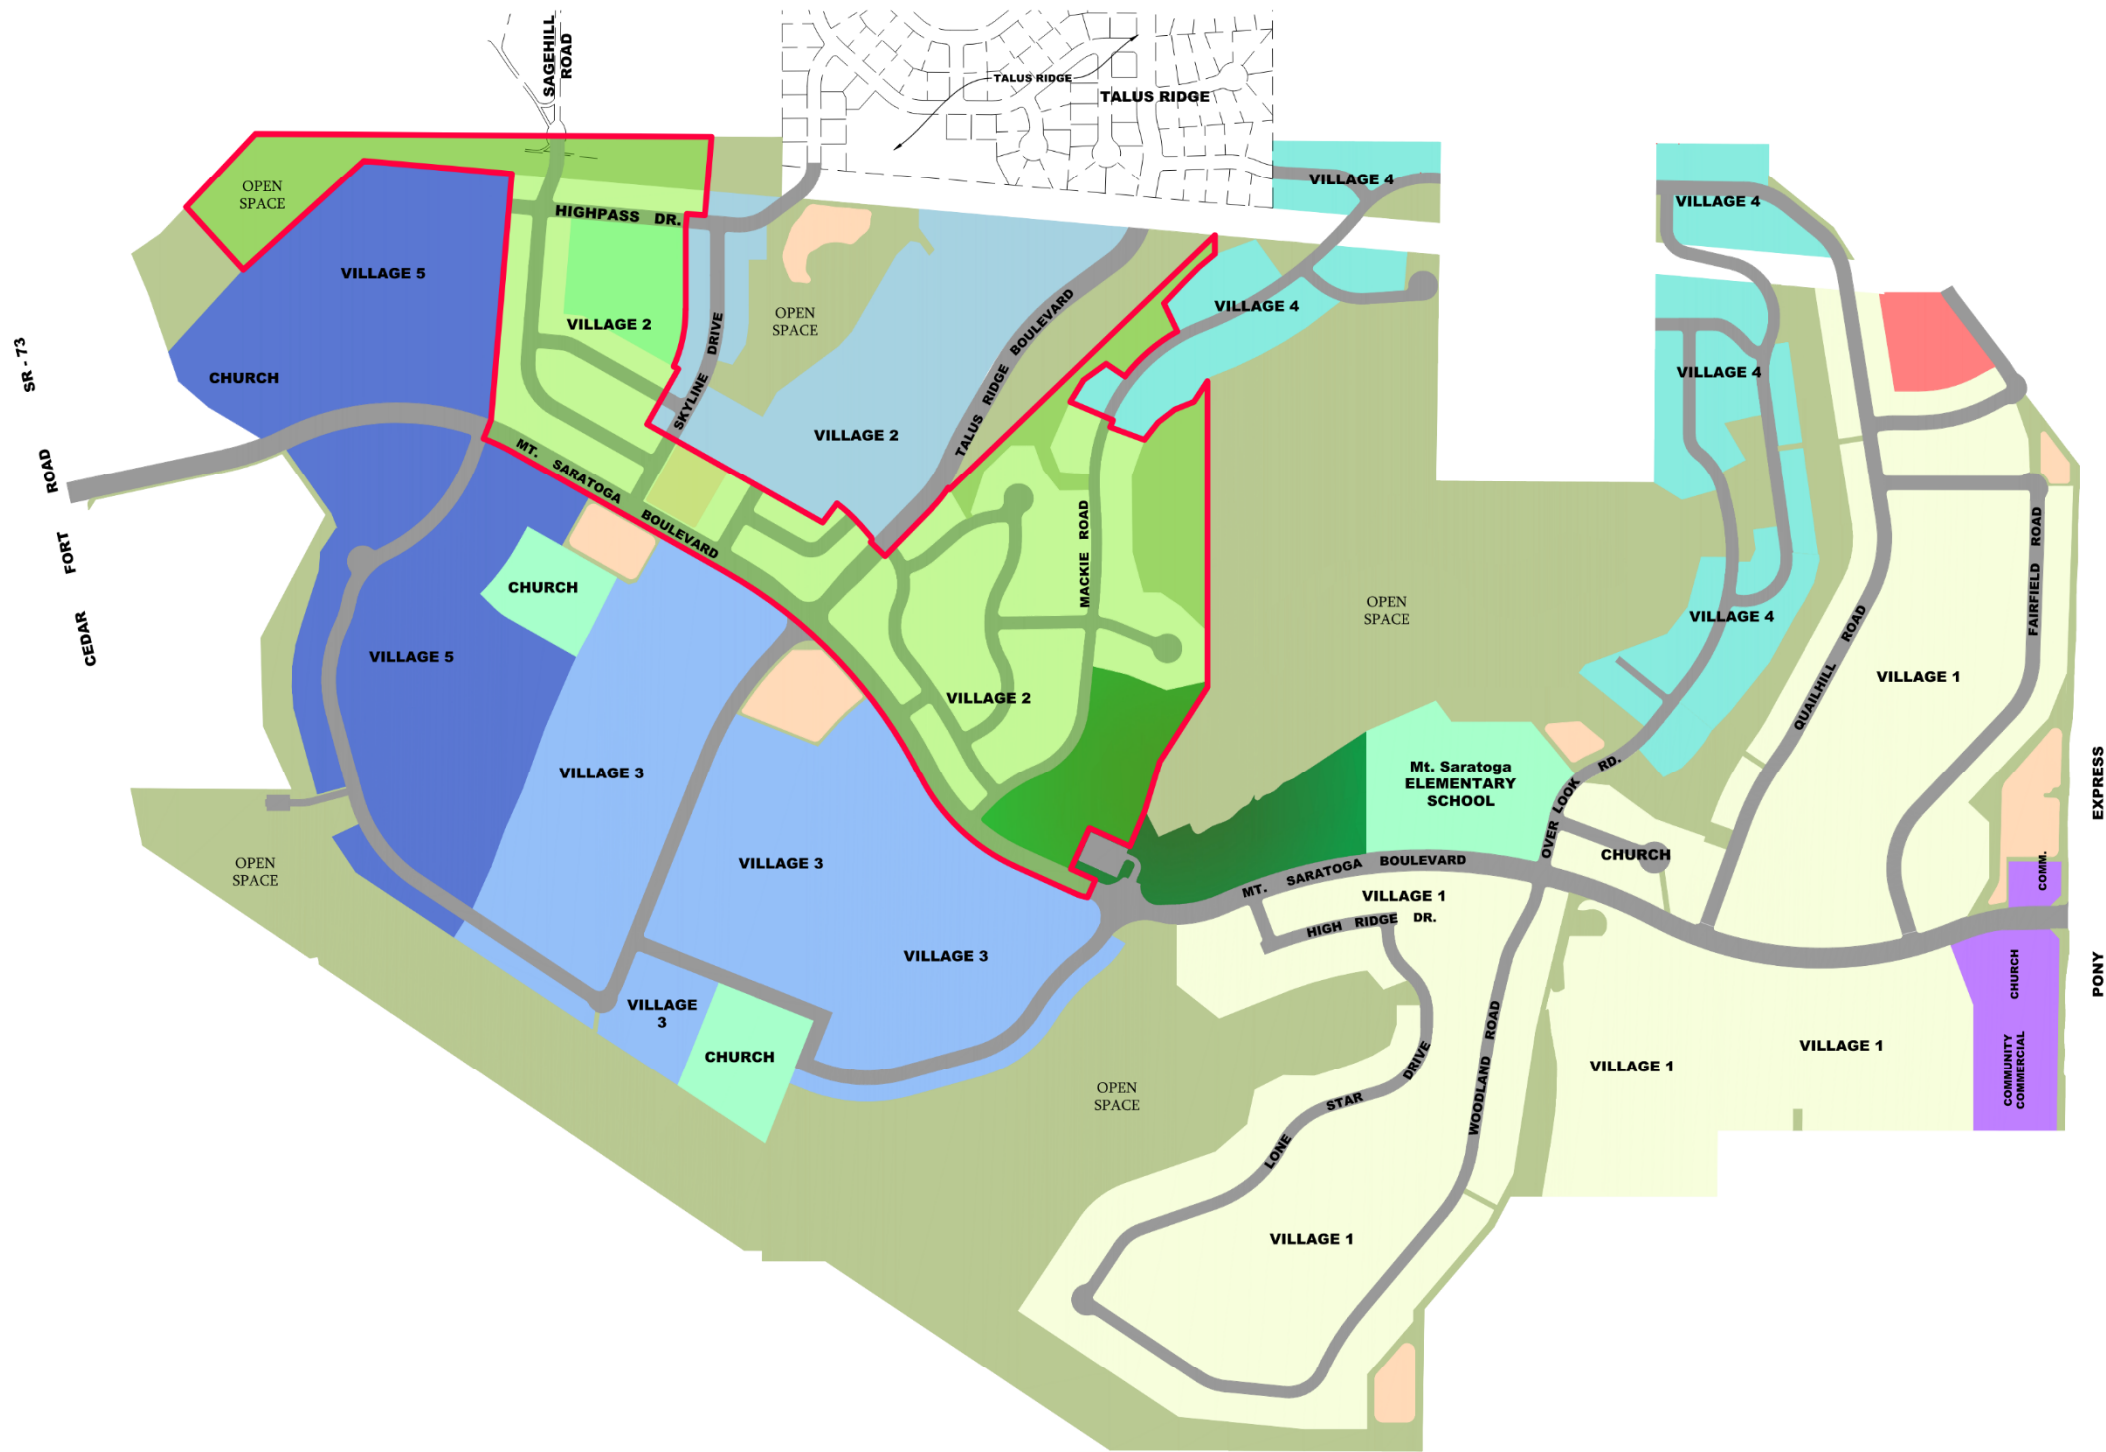 SAGEHILL
ROAD
TALUS RIDGE
TALUS RIDGE
VILLAGE 4
VILLAGE 4
OPEN
SPACE
HIGHPASS DR.
VILLAGE 5
VILLAGE 2
OPEN
SPACE
SKYLINE DRIVE
TALUS RIDGE BOULEVARD
VILLAGE 4
VILLAGE 4
CHURCH
SR - 73
VILLAGE 2
MT. SARATOGA BOULEVARD
CEDAR FORT ROAD
MACKIE ROAD
CHURCH
OPEN
SPACE
VILLAGE 4
QUAILHILL ROAD
FAIRFIELD ROAD
VILLAGE 5
VILLAGE 2
VILLAGE 1
VILLAGE 3
Mt. Saratoga
ELEMENTARY
SCHOOL
OVER LOOK RD.
PONY EXPRESS
OPEN
SPACE
VILLAGE 3
MT. SARATOGA BOULEVARD
CHURCH
COMM.
VILLAGE 1
HIGH RIDGE DR.
VILLAGE 3
CHURCH
VILLAGE
3
CHURCH
OPEN
SPACE
LONE STAR DRIVE
WOODLAND ROAD
VILLAGE 1
VILLAGE 1
COMMUNITY
COMMERCIAL
VILLAGE 1